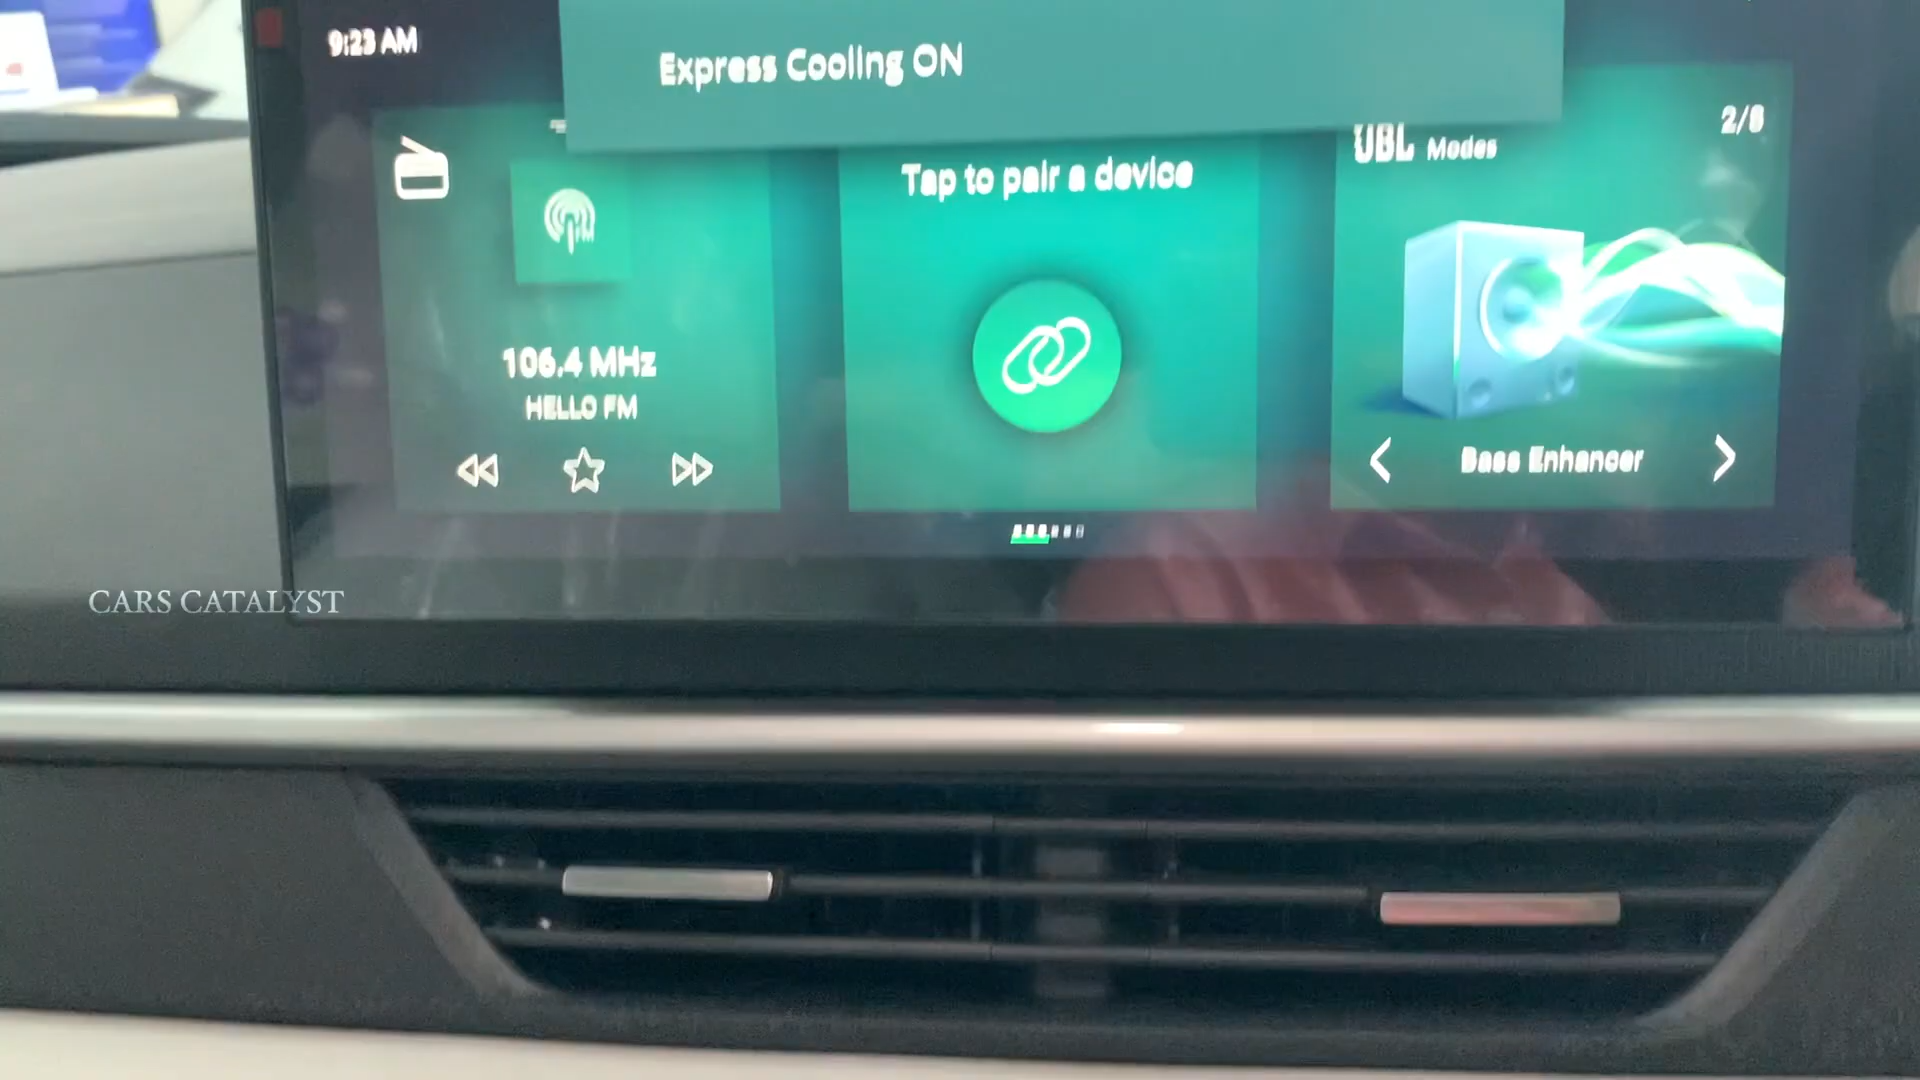 9:23 AM
Express Cooling ON
2/8
JBL Modes
Tap to pair a device
FM
106.4 MHz
HELLO FM
Bass Enhancer
CARS CATALYST